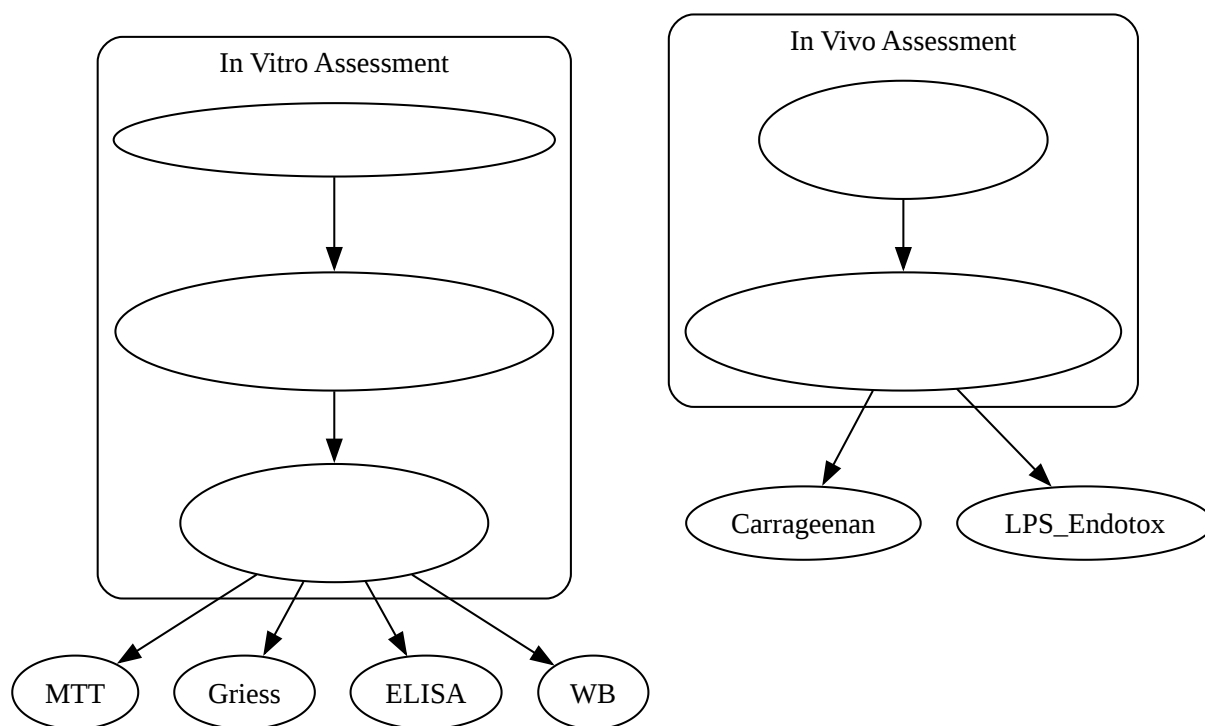 In Vitro Assessment
In Vivo Assessment
Carrageenan
LPS_Endotox
MTT
Griess
ELISA
WB